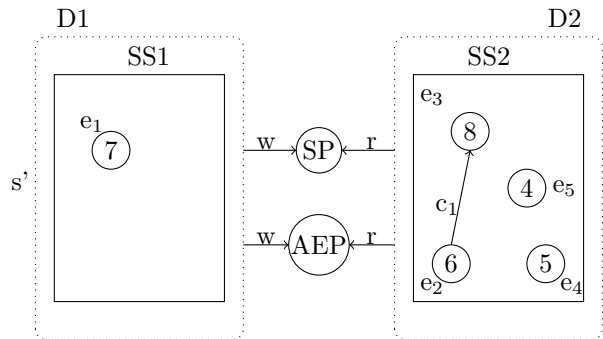 D1 D2
SS1 SS2
e₃
e₁ 8
7 w SP r
s' 4 e₅
c₁
w AEP r
6 5
e₂ e₄